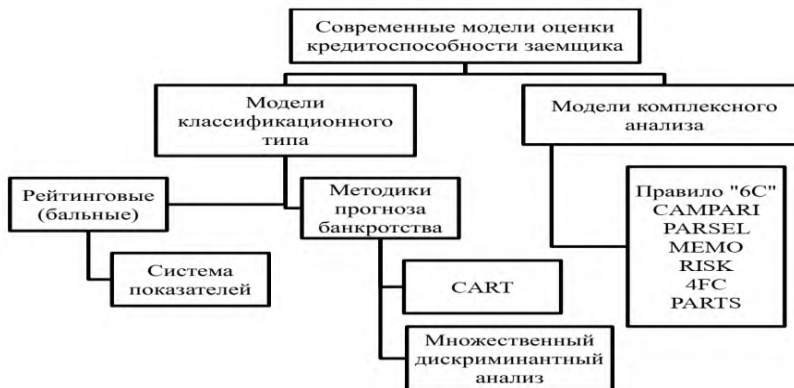 Современные модели оценки
кредитоспособности заемщика
Модели
классификационного
типа
Модели комплексного
анализа
Рейтинговые
(бальные)
Методики
прогноза
банкротства
Правило "6С"
CAMPARI
PARSEL
MEMO
RISK
4FC
PARTS
Система
показателей
CART
Множественный
дискриминантный
анализ